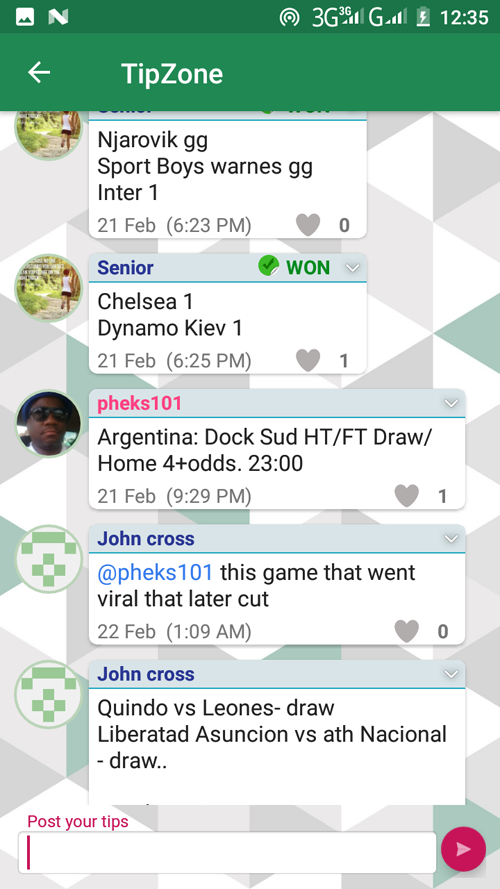 3G 3G G 12:35
TipZone
Senior WON
Njarovik gg
Sport Boys warnes gg
Inter 1
21 Feb (6:23 PM) 0
Senior WON
Chelsea 1
Dynamo Kiev 1
21 Feb (6:25 PM) 1
pheks101
Argentina: Dock Sud HT/FT Draw/
Home 4+odds. 23:00
21 Feb (9:29 PM) 1
John cross
@pheks101 this game that went
viral that later cut
22 Feb (1:09 AM) 0
John cross
Quindo vs Leones- draw
Liberatad Asuncion vs ath Nacional
- draw..
Post your tips